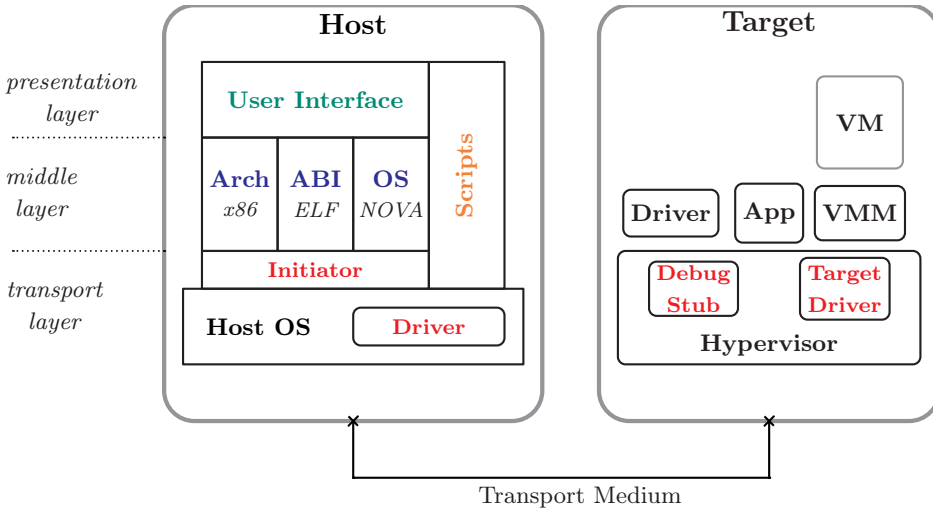 Host
Target
presentation
layer
User Interface
VM
middle
layer
Arch
x86
ABI
ELF
OS
NOVA
Scripts
Driver
App
VMM
transport
layer
Initiator
Debug
Stub
Target
Driver
Host OS
Driver
Hypervisor
Transport Medium